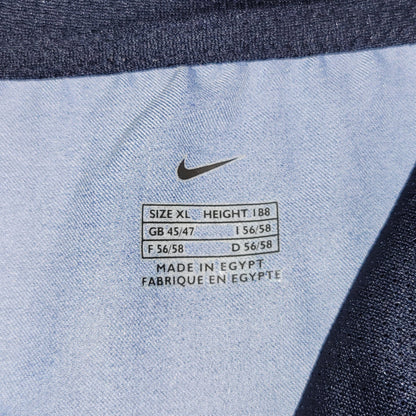 SIZE XL HEIGHT 188
GB 45/47 I 56/58
F 56/58 D 56/58
MADE IN EGYPT
FABRIQUE EN EGYPTE